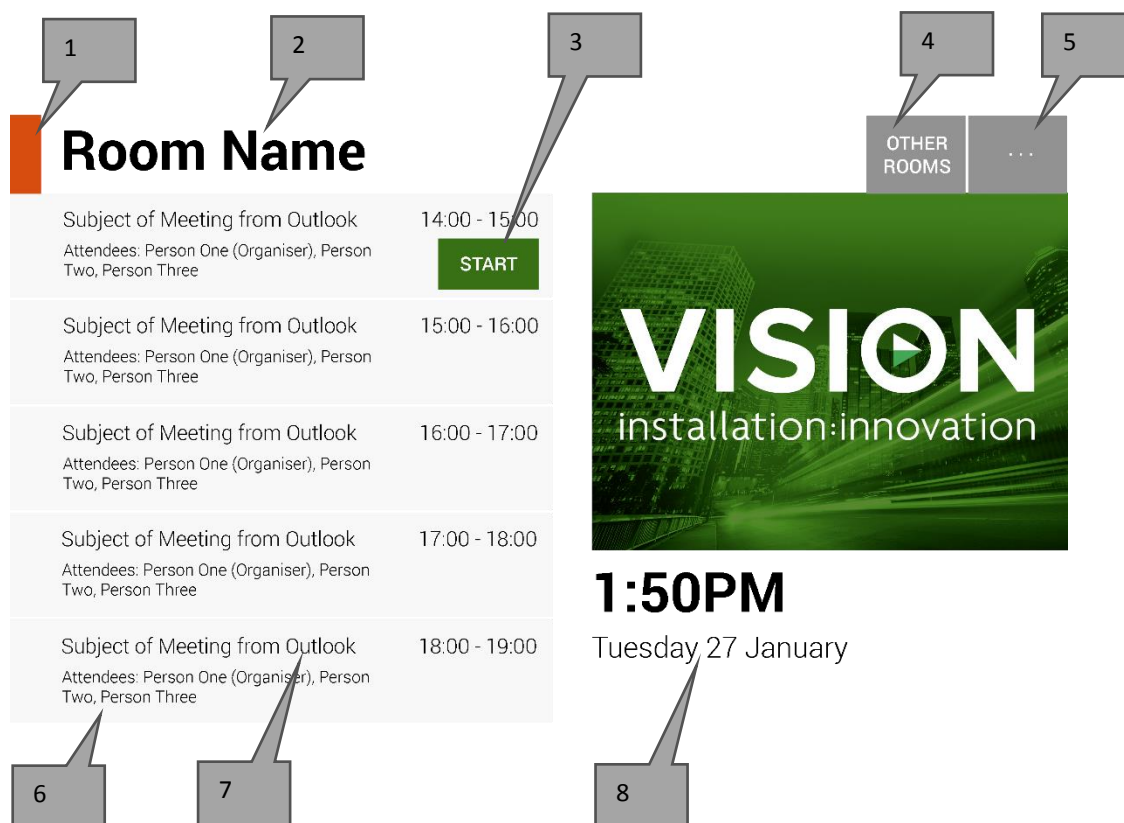 1
2
3
4
5
Room Name
OTHER
ROOMS
...
Subject of Meeting from Outlook 14:00 - 15:00
Attendees: Person One (Organiser), Person
Two, Person Three
START
Subject of Meeting from Outlook 15:00 - 16:00
Attendees: Person One (Organiser), Person
Two, Person Three
Subject of Meeting from Outlook 16:00 - 17:00
Attendees: Person One (Organiser), Person
Two, Person Three
Subject of Meeting from Outlook 17:00 - 18:00
Attendees: Person One (Organiser), Person
Two, Person Three
Subject of Meeting from Outlook 18:00 - 19:00
Attendees: Person One (Organiser), Person
Two, Person Three
VISION
installation:innovation
1:50PM
Tuesday 27 January
6
7
8